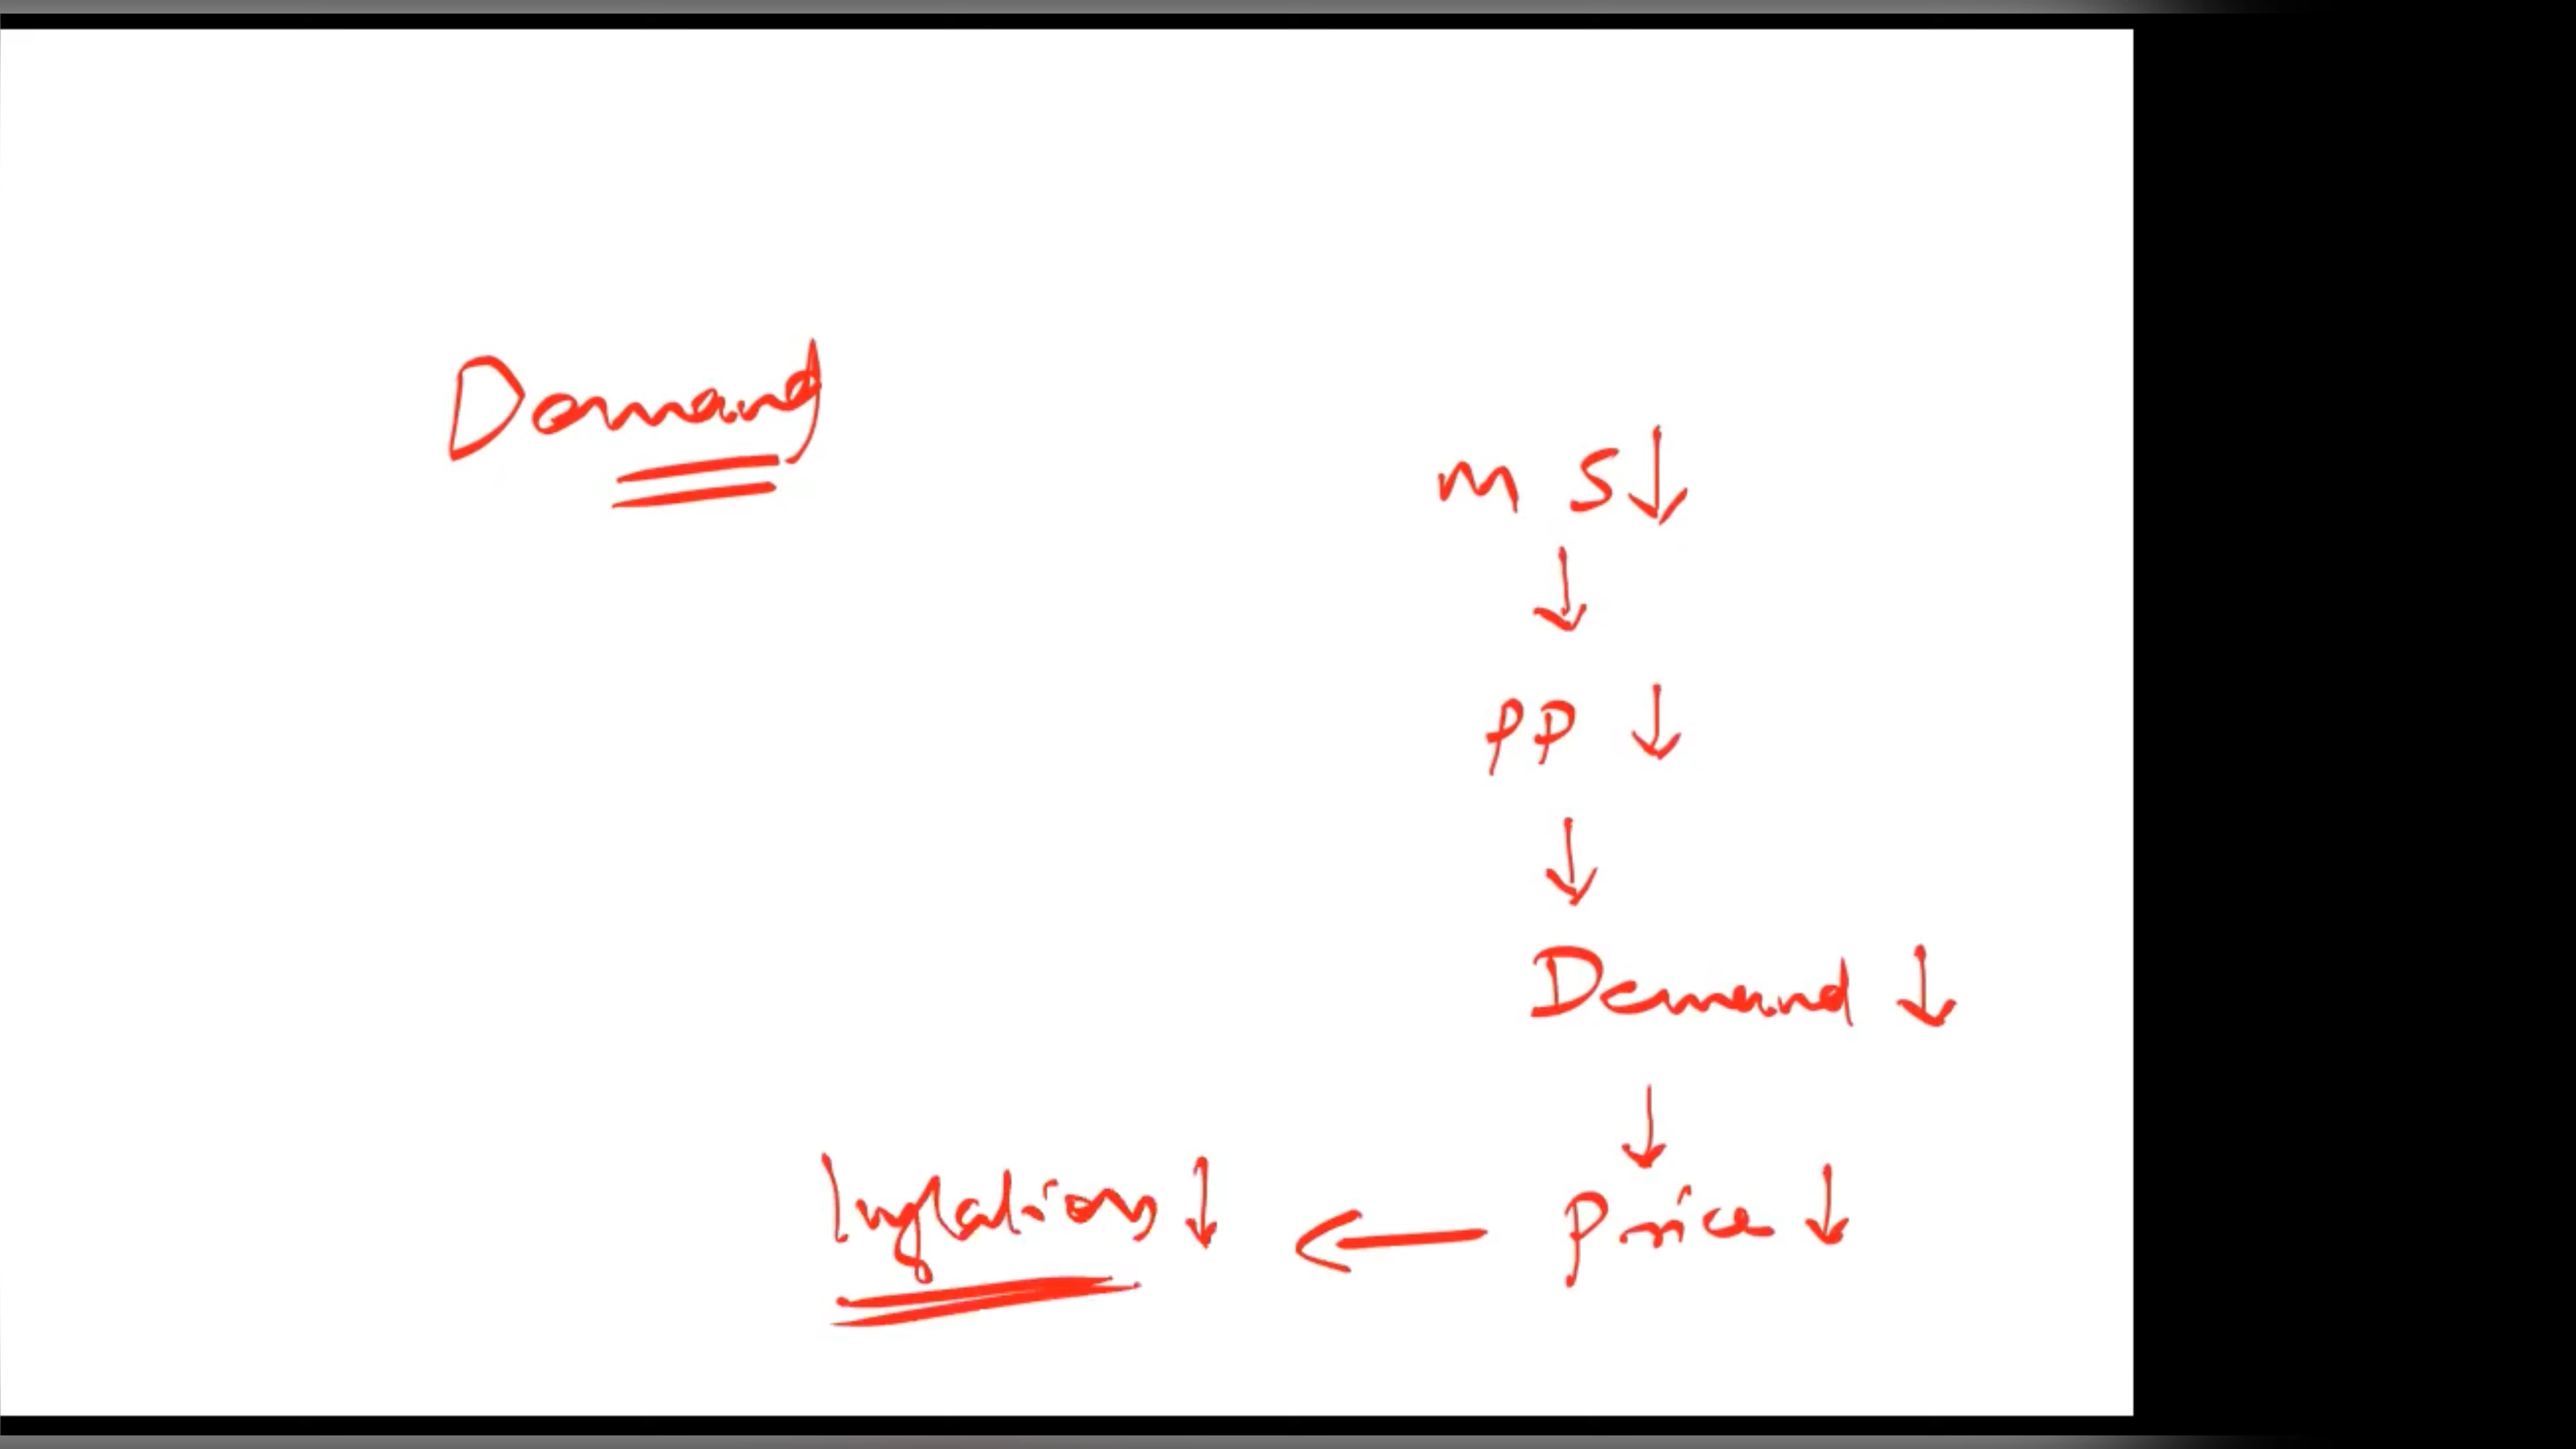 Demand
m S↓
↓
PP ↓
↓
Demand ↓
↓
Price ↓
←
Inflation ↓